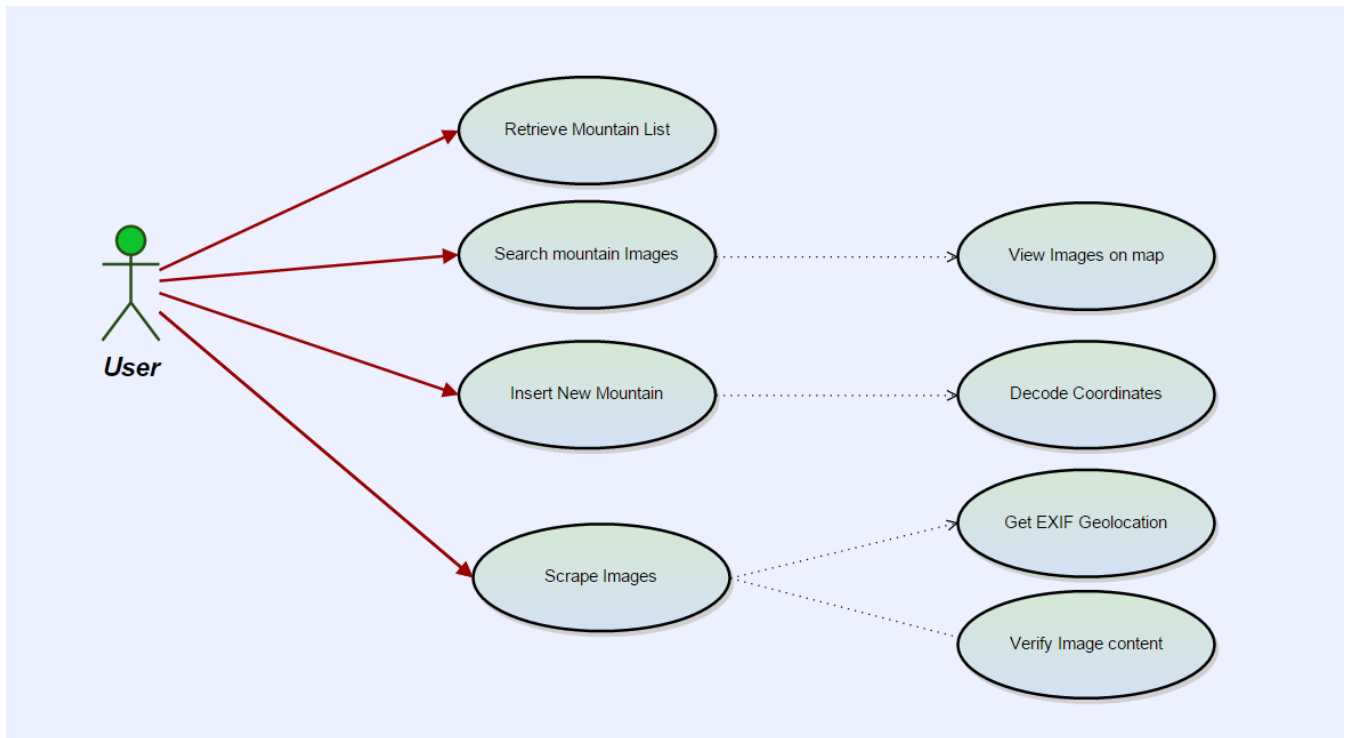 Retrieve Mountain List
Search mountain Images
View Images on map
User
Insert New Mountain
Decode Coordinates
Get EXIF Geolocation
Scrape Images
Verify Image content